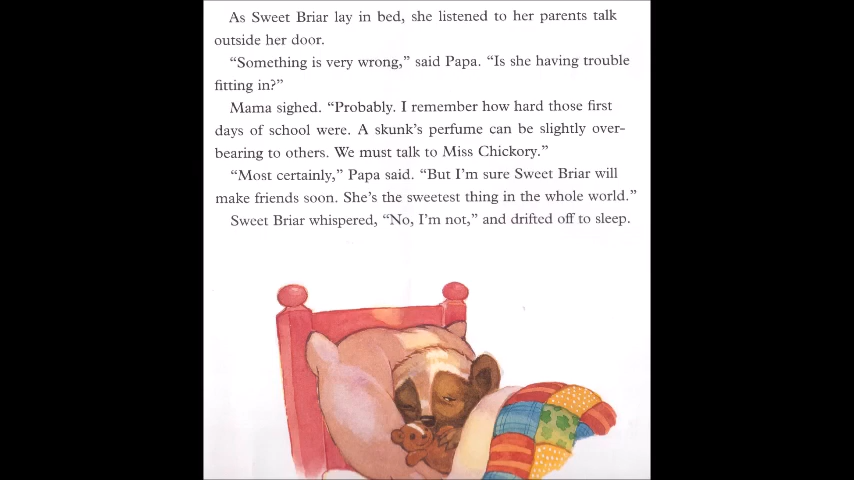 As Sweet Briar lay in bed, she listened to her parents talk
outside her door.
“Something is very wrong,” said Papa. “Is she having trouble
fitting in?”
Mama sighed. “Probably. I remember how hard those first
days of school were. A skunk’s perfume can be slightly over-
bearing to others. We must talk to Miss Chickory.”
“Most certainly,” Papa said. “But I’m sure Sweet Briar will
make friends soon. She’s the sweetest thing in the whole world.”
Sweet Briar whispered, “No, I’m not,” and drifted off to sleep.